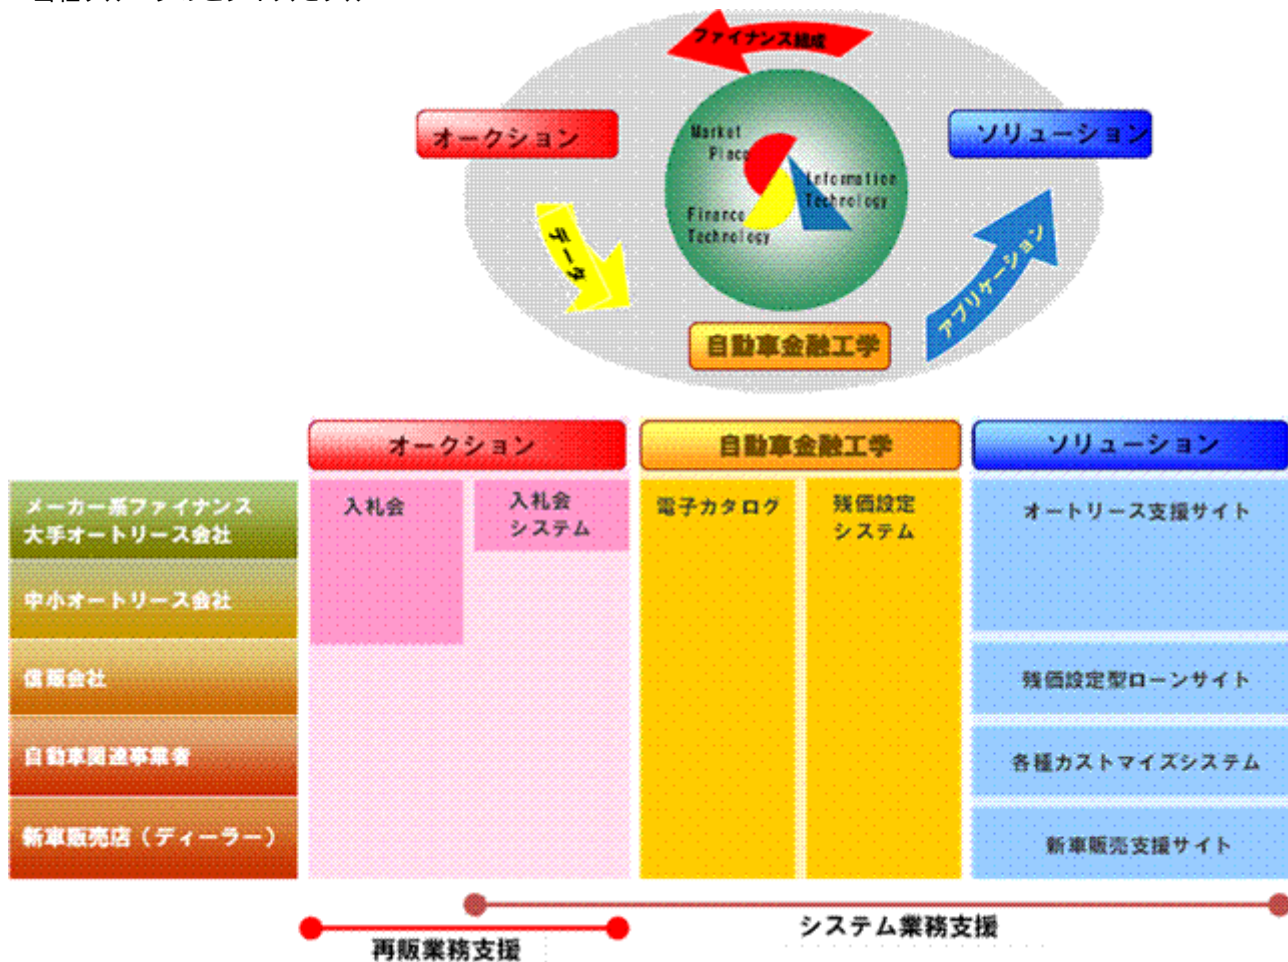 ファイナンス組成
オークション
ソリューション
Market
Place
Information
Technology
Finance
Technology
データ
アプリケーション
自動車金融工学
オークション
自動車金融工学
ソリューション
メーカー系ファイナンス
大手オートリース会社
入札会
入札会
システム
電子カタログ
残価設定
システム
オートリース支援サイト
中小オートリース会社
信販会社
残価設定型ローンサイト
自動車関連事業者
各種カストマイズシステム
新車販売店（ディーラー）
新車販売支援サイト
システム業務支援
再販業務支援